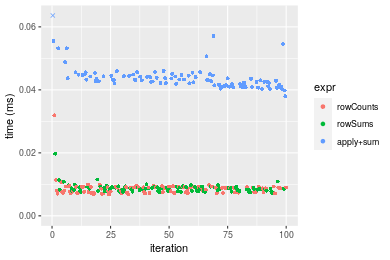 0.06
0.04
0.02
0.00
time (ms)
0
25
50
75
100
iteration
expr
rowCounts
rowSums
apply+sum